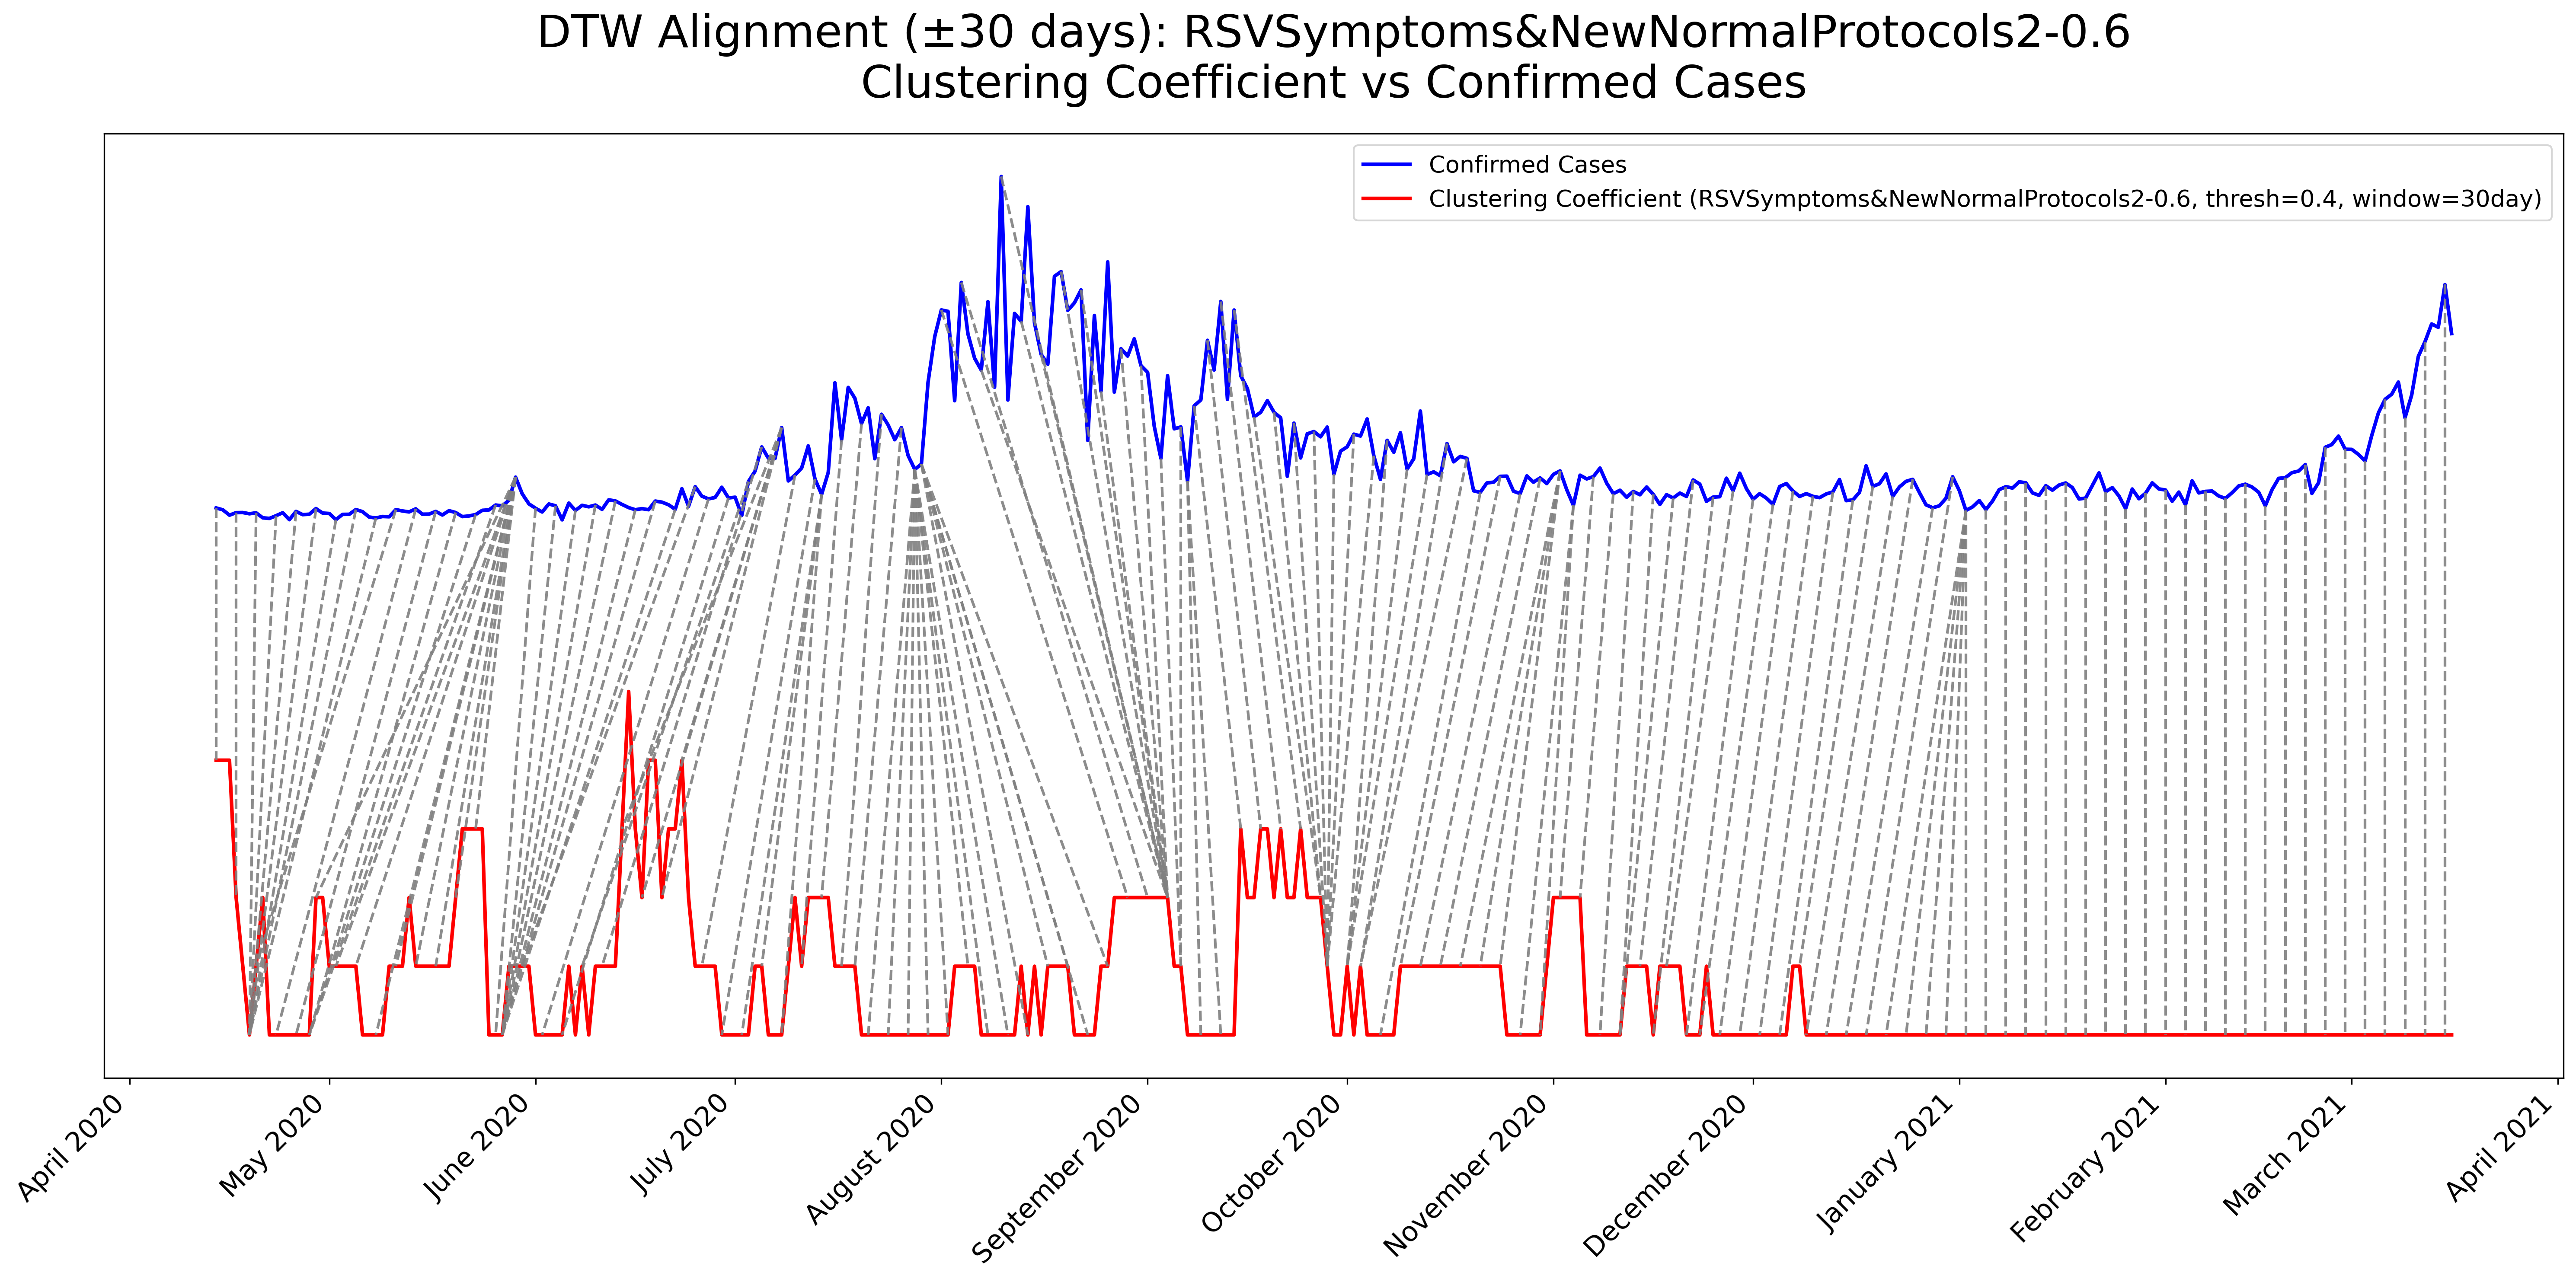 DTW Alignment (±30 days): RSVSymptoms&NewNormalProtocols2-0.6
Clustering Coefficient vs Confirmed Cases
Confirmed Cases
Clustering Coefficient (RSVSymptoms&NewNormalProtocols2-0.6, thresh=0.4, window=30day)
April 2020
May 2020
June 2020
July 2020
August 2020
September 2020
October 2020
November 2020
December 2020
January 2021
February 2021
March 2021
April 2021